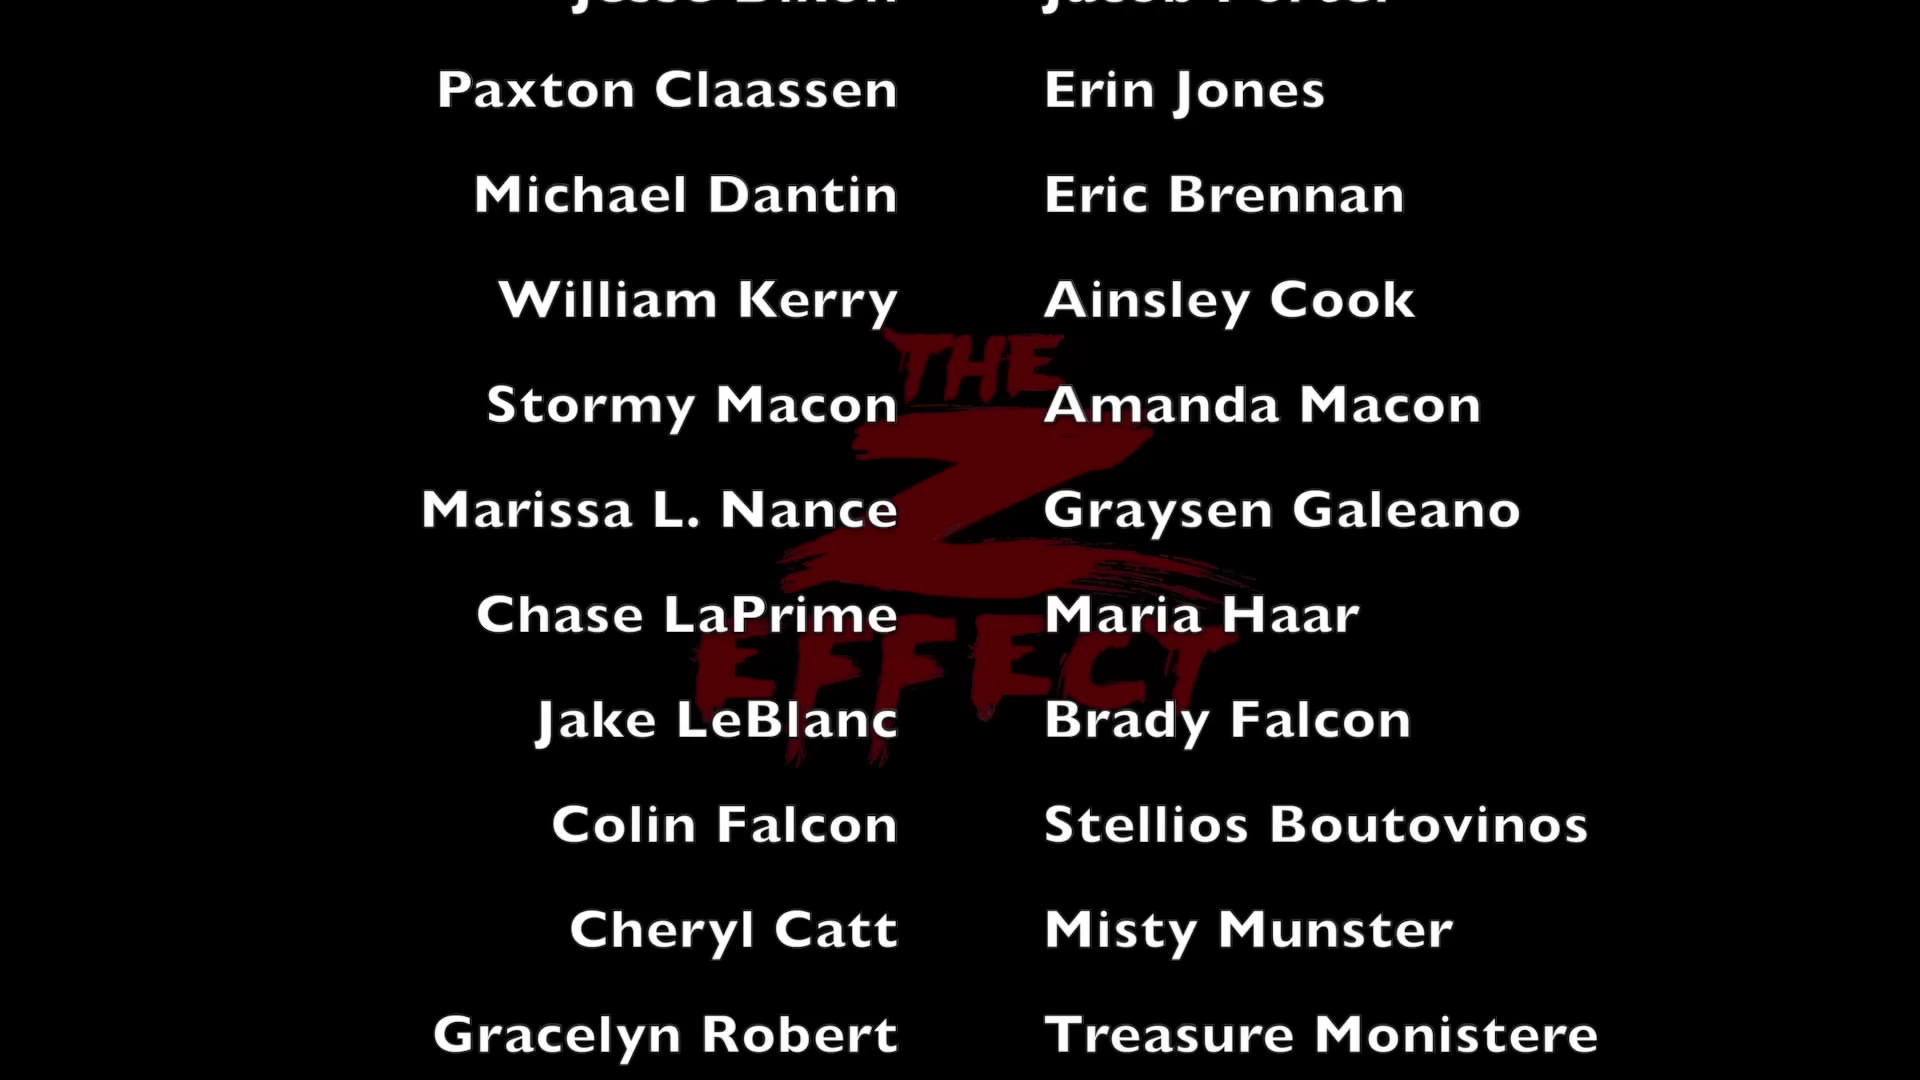 Paxton Claassen Erin Jones
Michael Dantin Eric Brennan
William Kerry Ainsley Cook
Stormy Macon Amanda Macon
Marissa L. Nance Graysen Galeano
Chase LaPrime Maria Haar
Jake LeBlanc Brady Falcon
Colin Falcon Stellios Boutovinos
Cheryl Catt Misty Munster
Gracelyn Robert Treasure Monistere
THE
Z
EFFECT